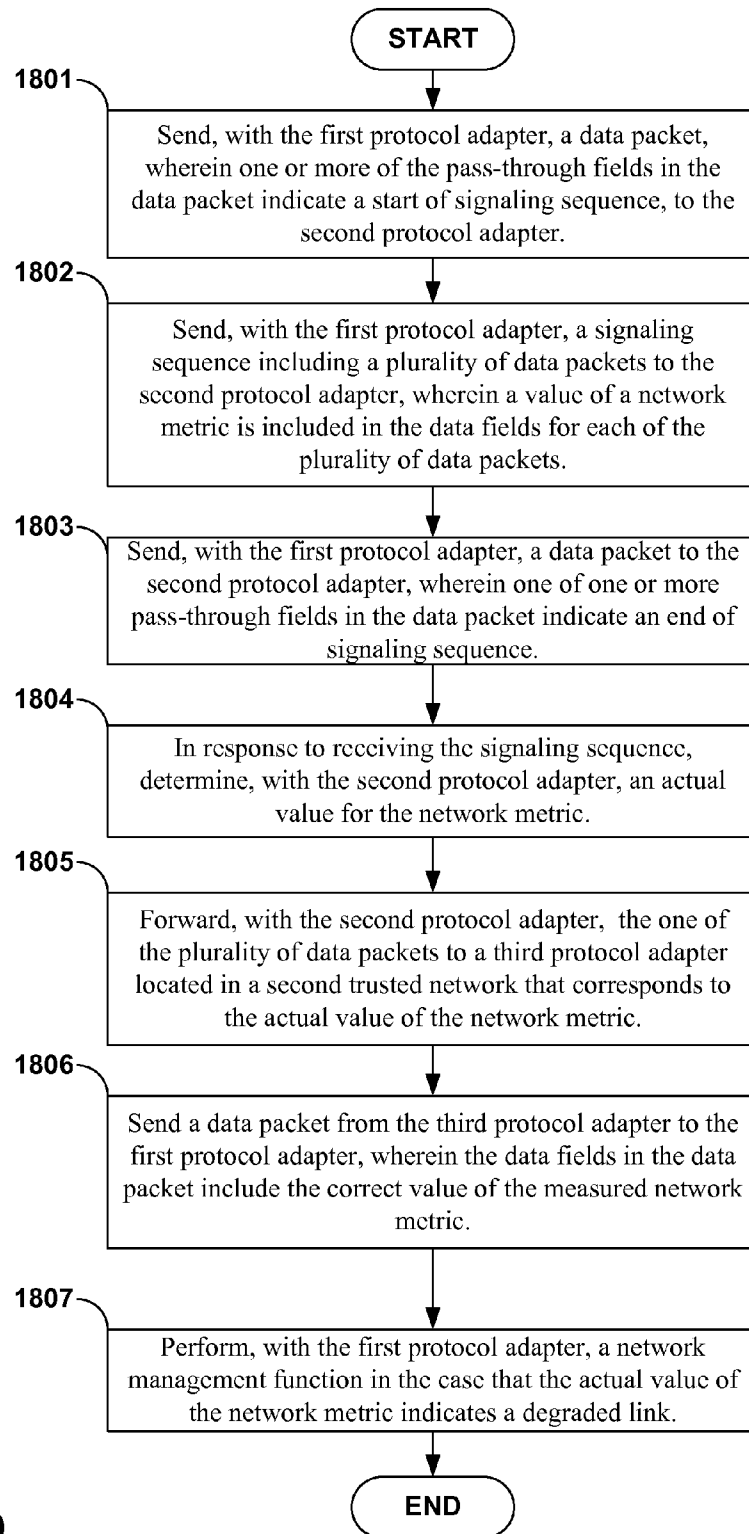 START
1801
Send, with the first protocol adapter, a data packet,
wherein one or more of the pass-through fields in the
data packet indicate a start of signaling sequence, to the
second protocol adapter.
1802
Send, with the first protocol adapter, a signaling
sequence including a plurality of data packets to the
second protocol adapter, wherein a value of a network
metric is included in the data fields for each of the
plurality of data packets.
1803
Send, with the first protocol adapter, a data packet to the
second protocol adapter, wherein one of one or more
pass-through fields in the data packet indicate an end of
signaling sequence.
1804
In response to receiving the signaling sequence,
determine, with the second protocol adapter, an actual
value for the network metric.
1805
Forward, with the second protocol adapter, the one of
the plurality of data packets to a third protocol adapter
located in a second trusted network that corresponds to
the actual value of the network metric.
1806
Send a data packet from the third protocol adapter to the
first protocol adapter, wherein the data fields in the data
packet include the correct value of the measured network
metric.
1807
Perform, with the first protocol adapter, a network
management function in the case that the actual value of
the network metric indicates a degraded link.
END